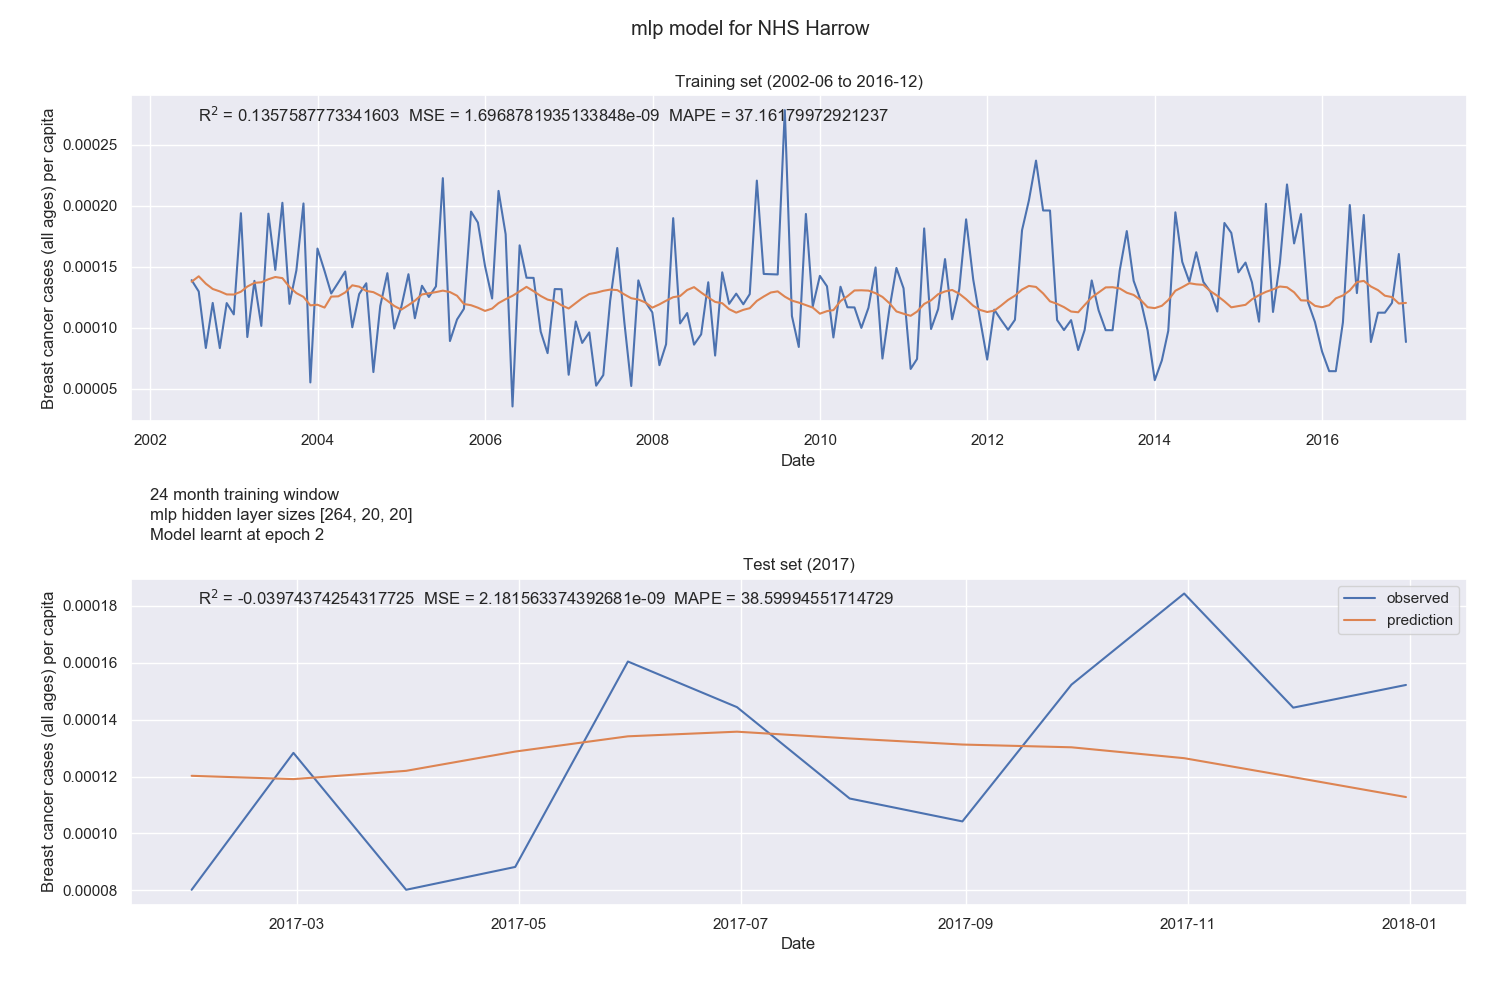 mlp model for NHS Harrow
Training set (2002-06 to 2016-12)
R² = 0.1357587773341603 MSE = 1.6968781935133848e-09 MAPE = 37.16179972921237
Breast cancer cases (all ages) per capita
0.00025
0.00020
0.00015
0.00010
0.00005
2002 2004 2006 2008 2010 2012 2014 2016
Date
24 month training window
mlp hidden layer sizes [264, 20, 20]
Model learnt at epoch 2
Test set (2017)
R² = -0.03974374254317725 MSE = 2.181563374392681e-09 MAPE = 38.59994551714729
observed
prediction
Breast cancer cases (all ages) per capita
0.00018
0.00016
0.00014
0.00012
0.00010
0.00008
2017-03 2017-05 2017-07 2017-09 2017-11 2018-01
Date